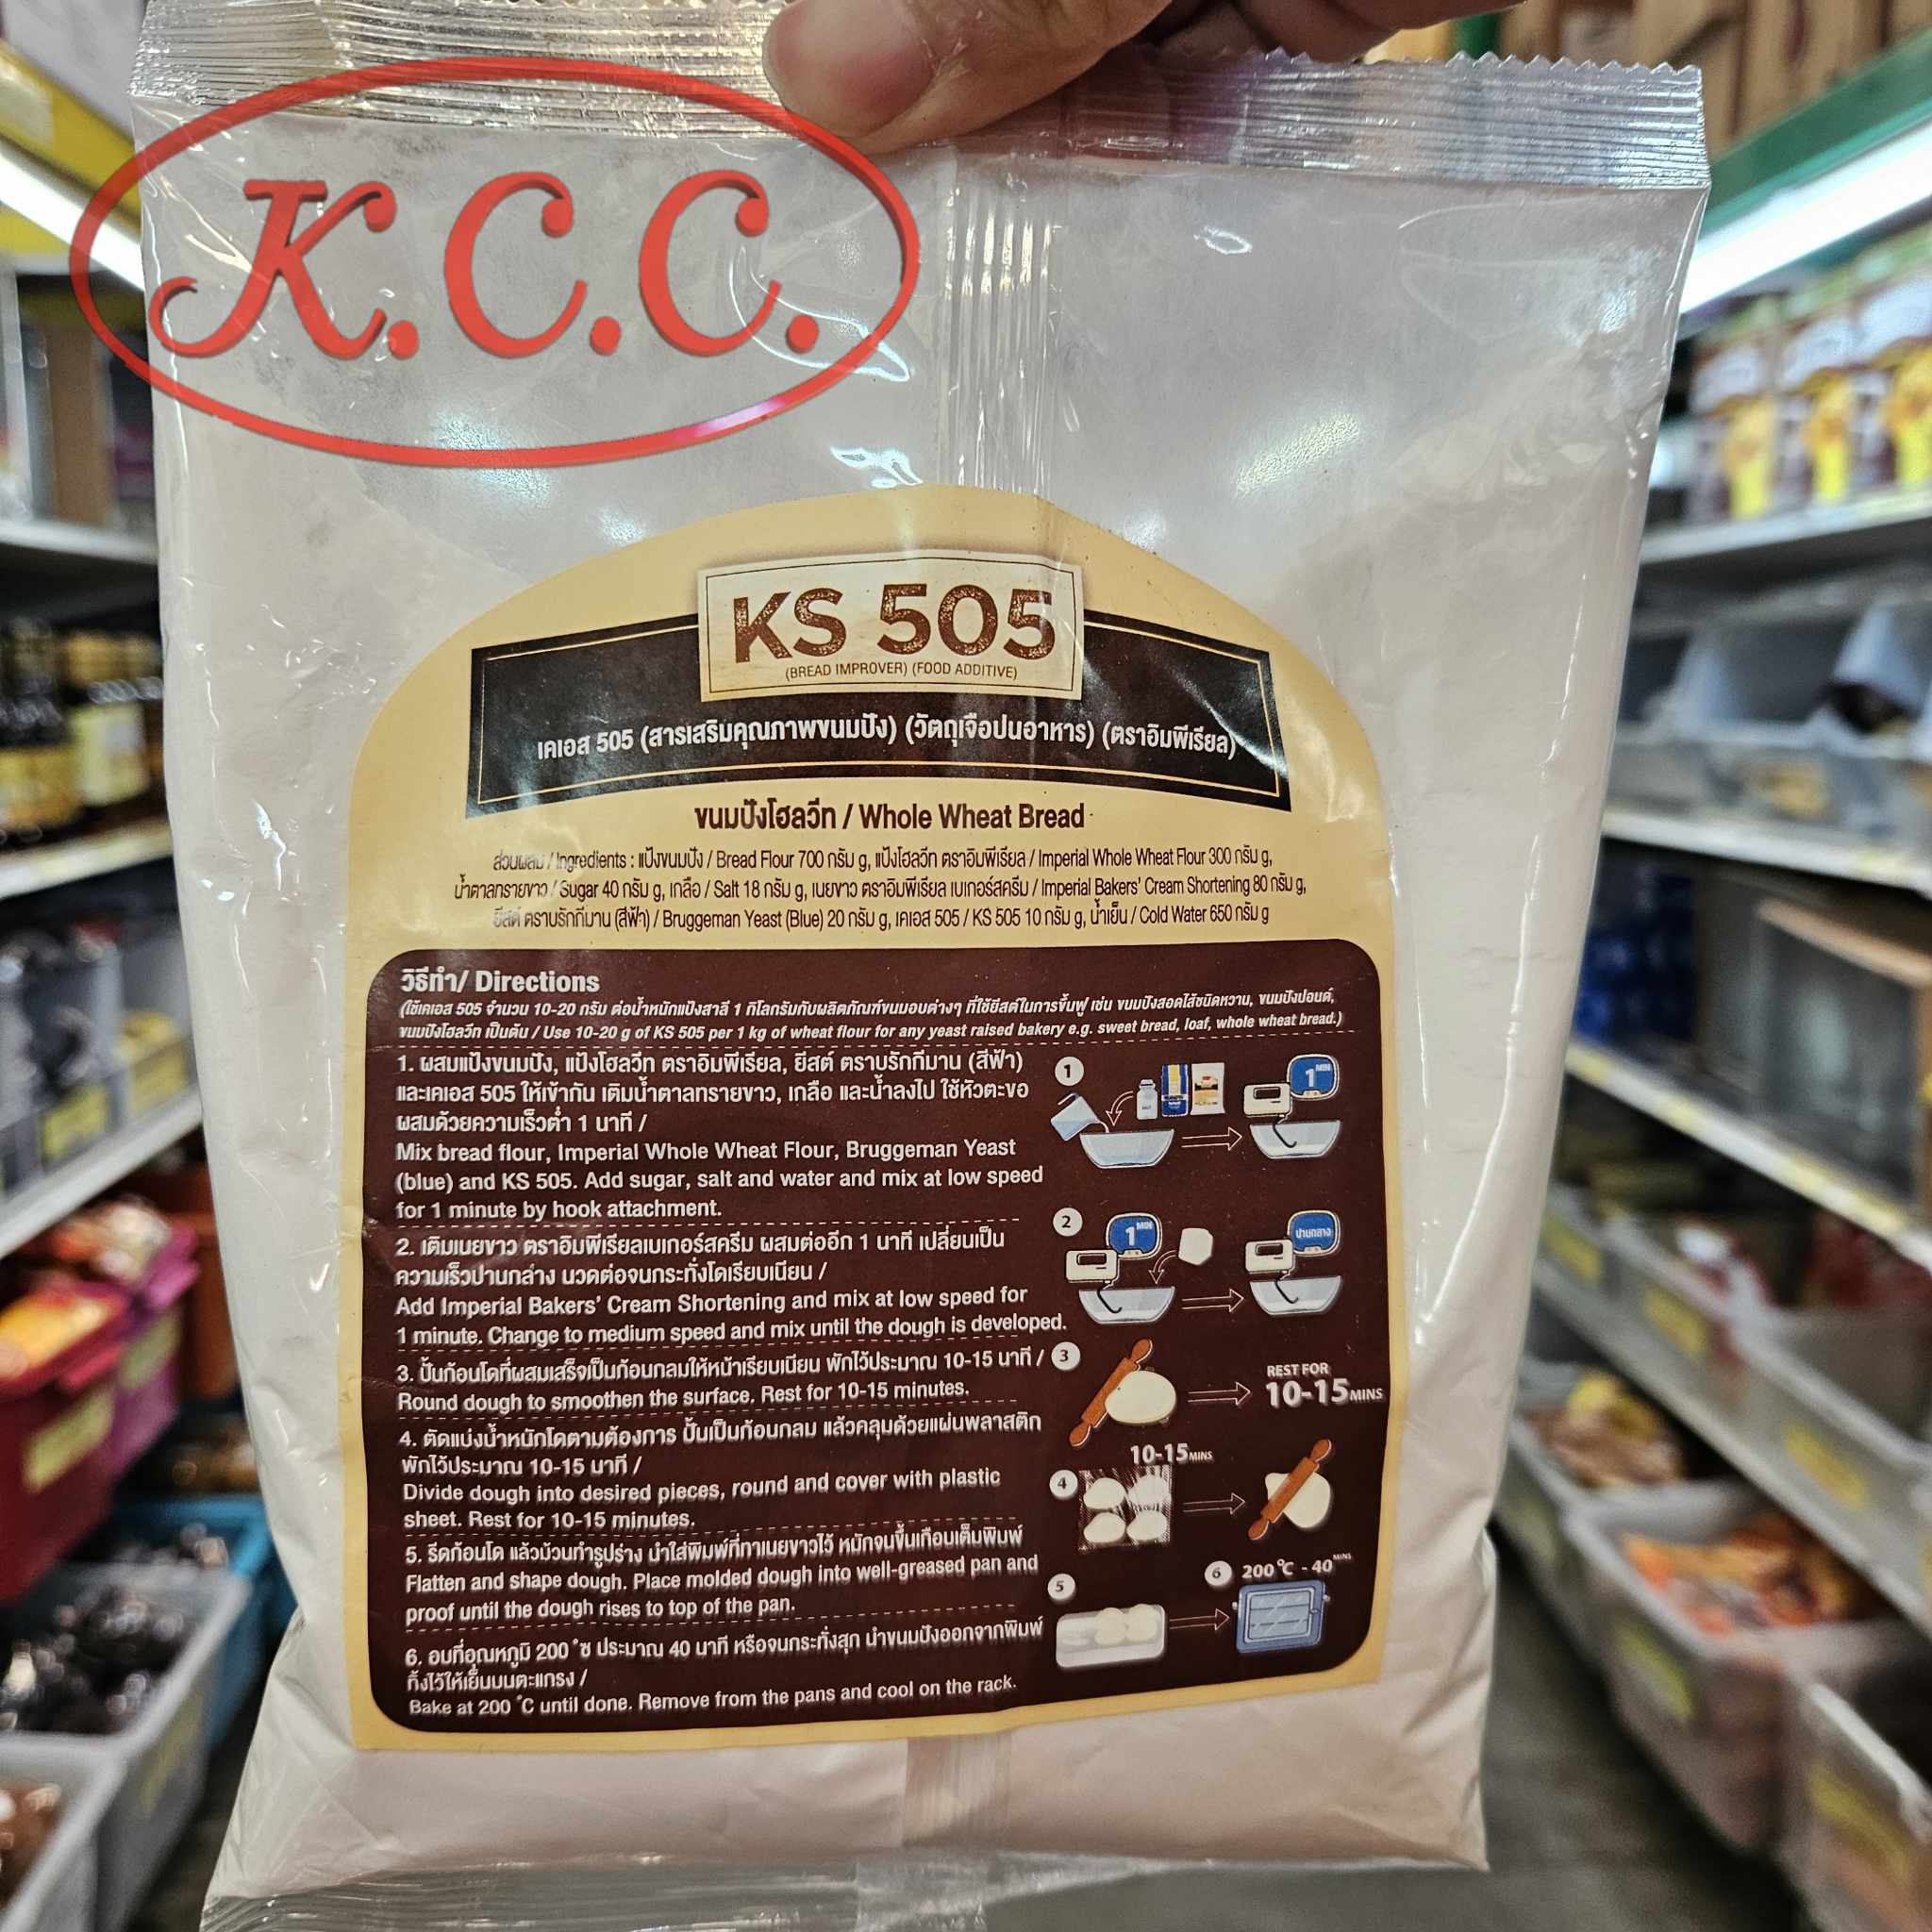 K.C.C.
KS 505
(BREAD IMPROVER) (FOOD ADDITIVE)
เคเอส 505 (สารเสริมคุณภาพขนมปัง) (วัตถุเจือปนอาหาร) (ตราอิมพีเรียล)
ขนมปังโฮลวีท / Whole Wheat Bread
ส่วนผสม / Ingredients : แป้งขนมปัง / Bread Flour 700 กรัม g, แป้งโฮลวีท ตราอิมพีเรียล / Imperial Whole Wheat Flour 300 กรัม g,
น้ำตาลทรายขาว / Sugar 40 กรัม g, เกลือ / Salt 18 กรัม g, เนยขาว ตราอิมพีเรียล เบเกอร์สครีม / Imperial Bakers' Cream Shortening 80 กรัม g,
ยีสต์ ตราบรักกีมาน (สีฟ้า) / Bruggeman Yeast (Blue) 20 กรัม g, เคเอส 505 / KS 505 10 กรัม g, น้ำเย็น / Cold Water 650 กรัม g
วิธีทำ/ Directions
(ใช้เคเอส 505 จำนวน 10-20 กรัม ต่อน้ำหนักแป้งสาลี 1 กิโลกรัมกับผลิตภัณฑ์ขนมอบต่างๆ ที่ใช้ยีสต์ในการขึ้นฟู เช่น ขนมปังสอดไส้ชนิดหวาน, ขนมปังปอนด์,
ขนมปังโฮลวีท เป็นต้น / Use 10-20 g of KS 505 per 1 kg of wheat flour for any yeast raised bakery e.g. sweet bread, loaf, whole wheat bread.)
1. ผสมแป้งขนมปัง, แป้งโฮลวีท ตราอิมพีเรียล, ยีสต์ ตราบรักกีมาน (สีฟ้า)
และเคเอส 505 ให้เข้ากัน เติมน้ำตาลทรายขาว, เกลือ และน้ำลงไป ใช้หัวตะขอ
ผสมด้วยความเร็วต่ำ 1 นาที /
Mix bread flour, Imperial Whole Wheat Flour, Bruggeman Yeast
(blue) and KS 505. Add sugar, salt and water and mix at low speed
for 1 minute by hook attachment.
1
1 MIN
2. เติมเนยขาว ตราอิมพีเรียลเบเกอร์สครีม ผสมต่ออีก 1 นาที เปลี่ยนเป็น
ความเร็วปานกลาง นวดต่อจนกระทั่งโดเรียบเนียน /
Add Imperial Bakers' Cream Shortening and mix at low speed for
1 minute. Change to medium speed and mix until the dough is developed.
2
1 MIN
ปานกลาง
3. ปั้นก้อนโดที่ผสมเสร็จเป็นก้อนกลมให้หน้าเรียบเนียน พักไว้ประมาณ 10-15 นาที /
Round dough to smoothen the surface. Rest for 10-15 minutes.
3
REST FOR
10-15 MINS
4. ตัดแบ่งน้ำหนักโดตามต้องการ ปั้นเป็นก้อนกลม แล้วคลุมด้วยแผ่นพลาสติก
พักไว้ประมาณ 10-15 นาที /
Divide dough into desired pieces, round and cover with plastic
sheet. Rest for 10-15 minutes.
10-15 MINS
4
5. รีดก้อนโด แล้วม้วนทำรูปร่าง นำใส่พิมพ์ที่ทาเนยขาวไว้ หมักจนขึ้นเกือบเต็มพิมพ์
Flatten and shape dough. Place molded dough into well-greased pan and
proof until the dough rises to top of the pan.
5
6 200 °C - 40 MINS
6. อบที่อุณหภูมิ 200 °ซ ประมาณ 40 นาที หรือจนกระทั่งสุก นำขนมปังออกจากพิมพ์
ทิ้งไว้ให้เย็นบนตะแกรง /
Bake at 200 °C until done. Remove from the pans and cool on the rack.